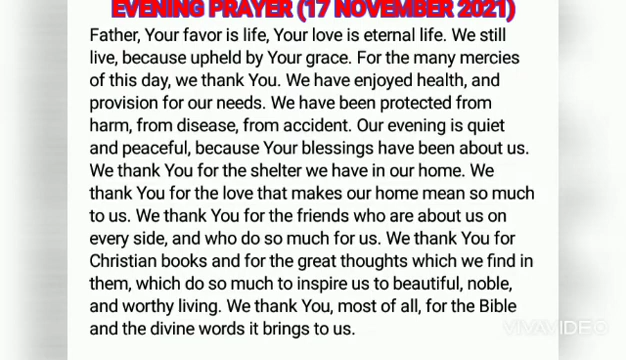 EVENING PRAYER (17 NOVEMBER 2021)
Father, Your favor is life, Your love is eternal life. We still
live, because upheld by Your grace. For the many mercies
of this day, we thank You. We have enjoyed health, and
provision for our needs. We have been protected from
harm, from disease, from accident. Our evening is quiet
and peaceful, because Your blessings have been about us.
We thank You for the shelter we have in our home. We
thank You for the love that makes our home mean so much
to us. We thank You for the friends who are about us on
every side, and who do so much for us. We thank You for
Christian books and for the great thoughts which we find in
them, which do so much to inspire us to beautiful, noble,
and worthy living. We thank You, most of all, for the Bible
and the divine words it brings to us.
VIVAVIDEO